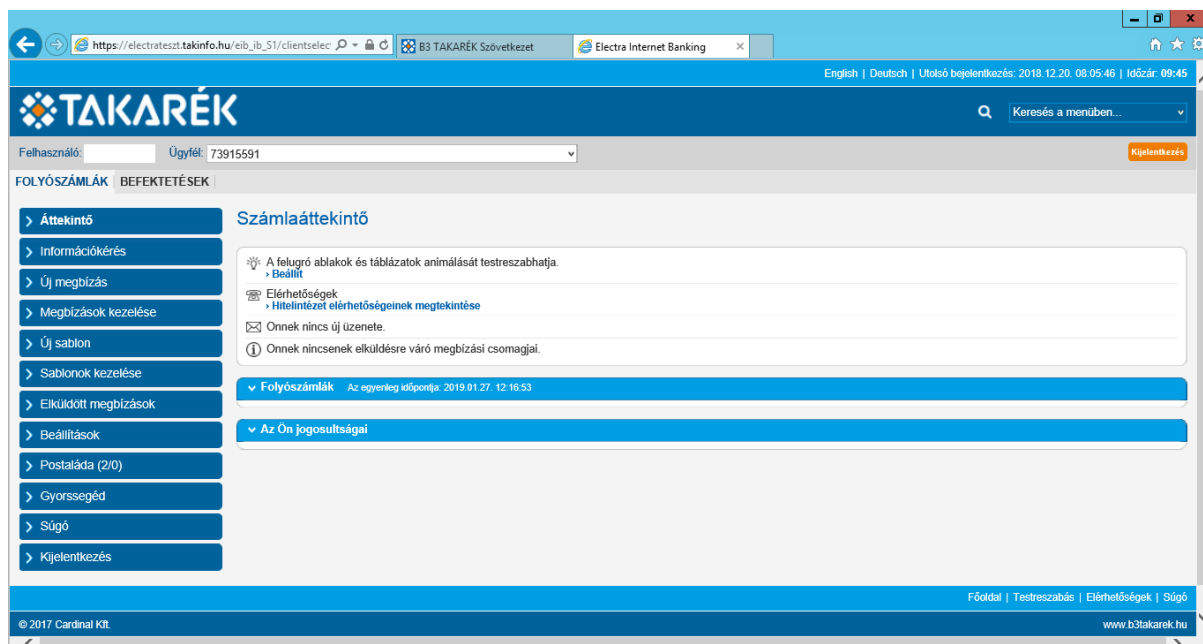 https://electrateszt.takinfo.hu/eib_ib_S1/clientselec
B3 TAKARÉK Szövetkezet
Electra Internet Banking
English | Deutsch | Utolsó bejelentkezés: 2018.12.20. 08:05:46 | Időzár: 09:45
TAKARÉK
Keresés a menüben...
Felhasználó:
Ügyfél: 73915591
Kijelentkezés
FOLYÓSZÁMLÁK | BEFEKTETÉSEK
Áttekintő
Információkérés
Új megbízás
Megbízások kezelése
Új sablon
Sablonok kezelése
Elküldött megbízások
Beállítások
Postaláda (2/0)
Gyorssegéd
Súgó
Kijelentkezés
Számlaáttekintő
A felugró ablakok és táblázatok animálását testreszabhatja.
› Beállít
Elérhetőségek
› Hitelintézet elérhetőségeinek megtekintése
Onnek nincs új üzenete.
Onnek nincsenek elküldésre váró megbízási csomagjai.
Folyószámlák Az egyenleg időpontja: 2019.01.27. 12:16:53
Az Ön jogosultságai
Főoldal | Testreszabás | Elérhetőségek | Súgó
© 2017 Cardinal Kft.
www.b3takarek.hu